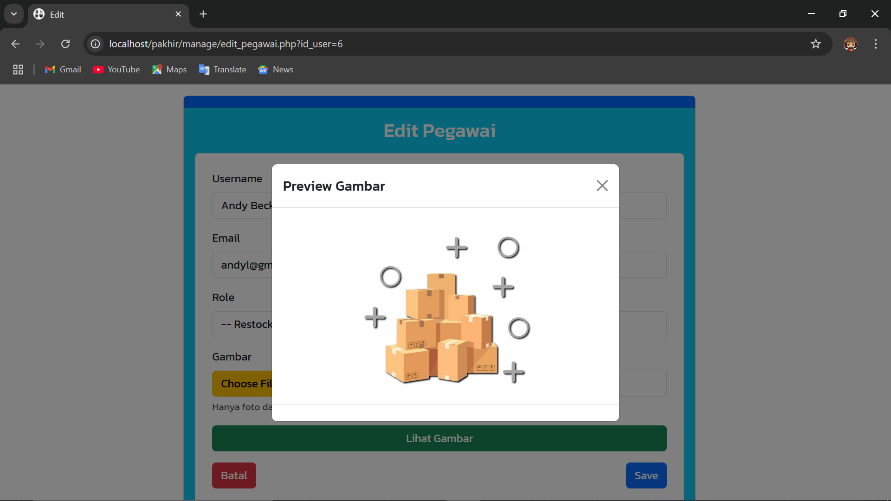 Edit
localhost/pakhir/manage/edit_pegawai.php?id_user=6
Gmail YouTube Maps Translate News
Edit Pegawai
Preview Gambar
Username
Andy Beck
Email
andyl@gm
Role
-- Restock
Gambar
Choose Fil
Hanya foto da
Lihat Gambar
Batal Save